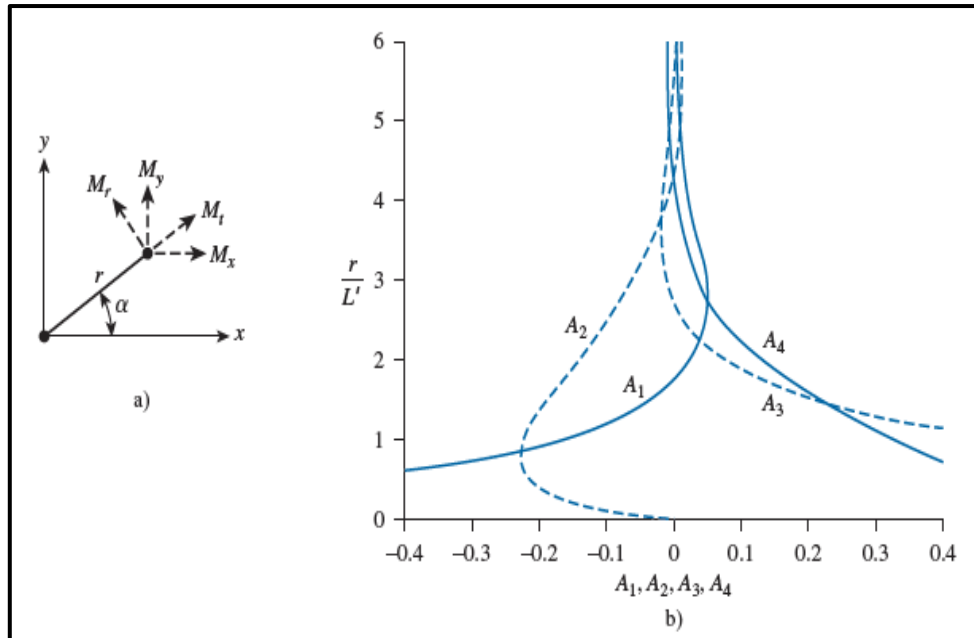 y
M_r
M_y
M_t
M_x
r
α
x
a)
6
5
4
3
2
1
0
r
L'
A_2
A_1
A_4
A_3
−0.4 −0.3 −0.2 −0.1 0 0.1 0.2 0.3 0.4
A_1, A_2, A_3, A_4
b)